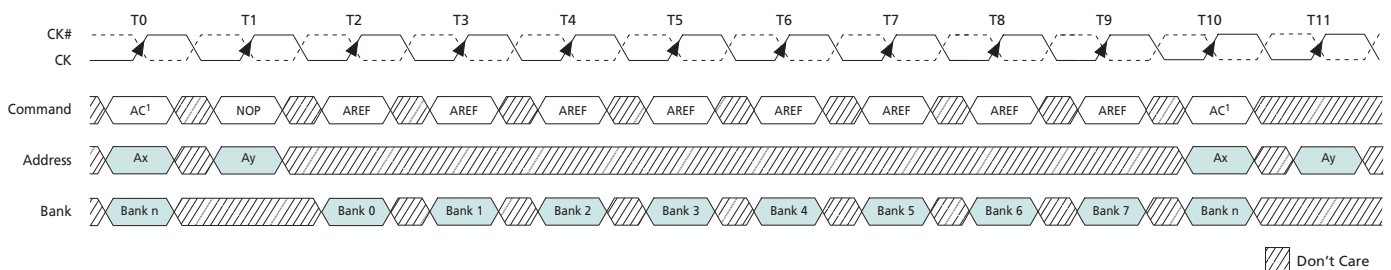 T0 T1 T2 T3 T4 T5 T6 T7 T8 T9 T10 T11
CK#
CK
Command AC¹ NOP AREF AREF AREF AREF AREF AREF AREF AREF AC¹
Address Ax Ay Ax Ay
Bank Bank n Bank 0 Bank 1 Bank 2 Bank 3 Bank 4 Bank 5 Bank 6 Bank 7 Bank n
Don't Care